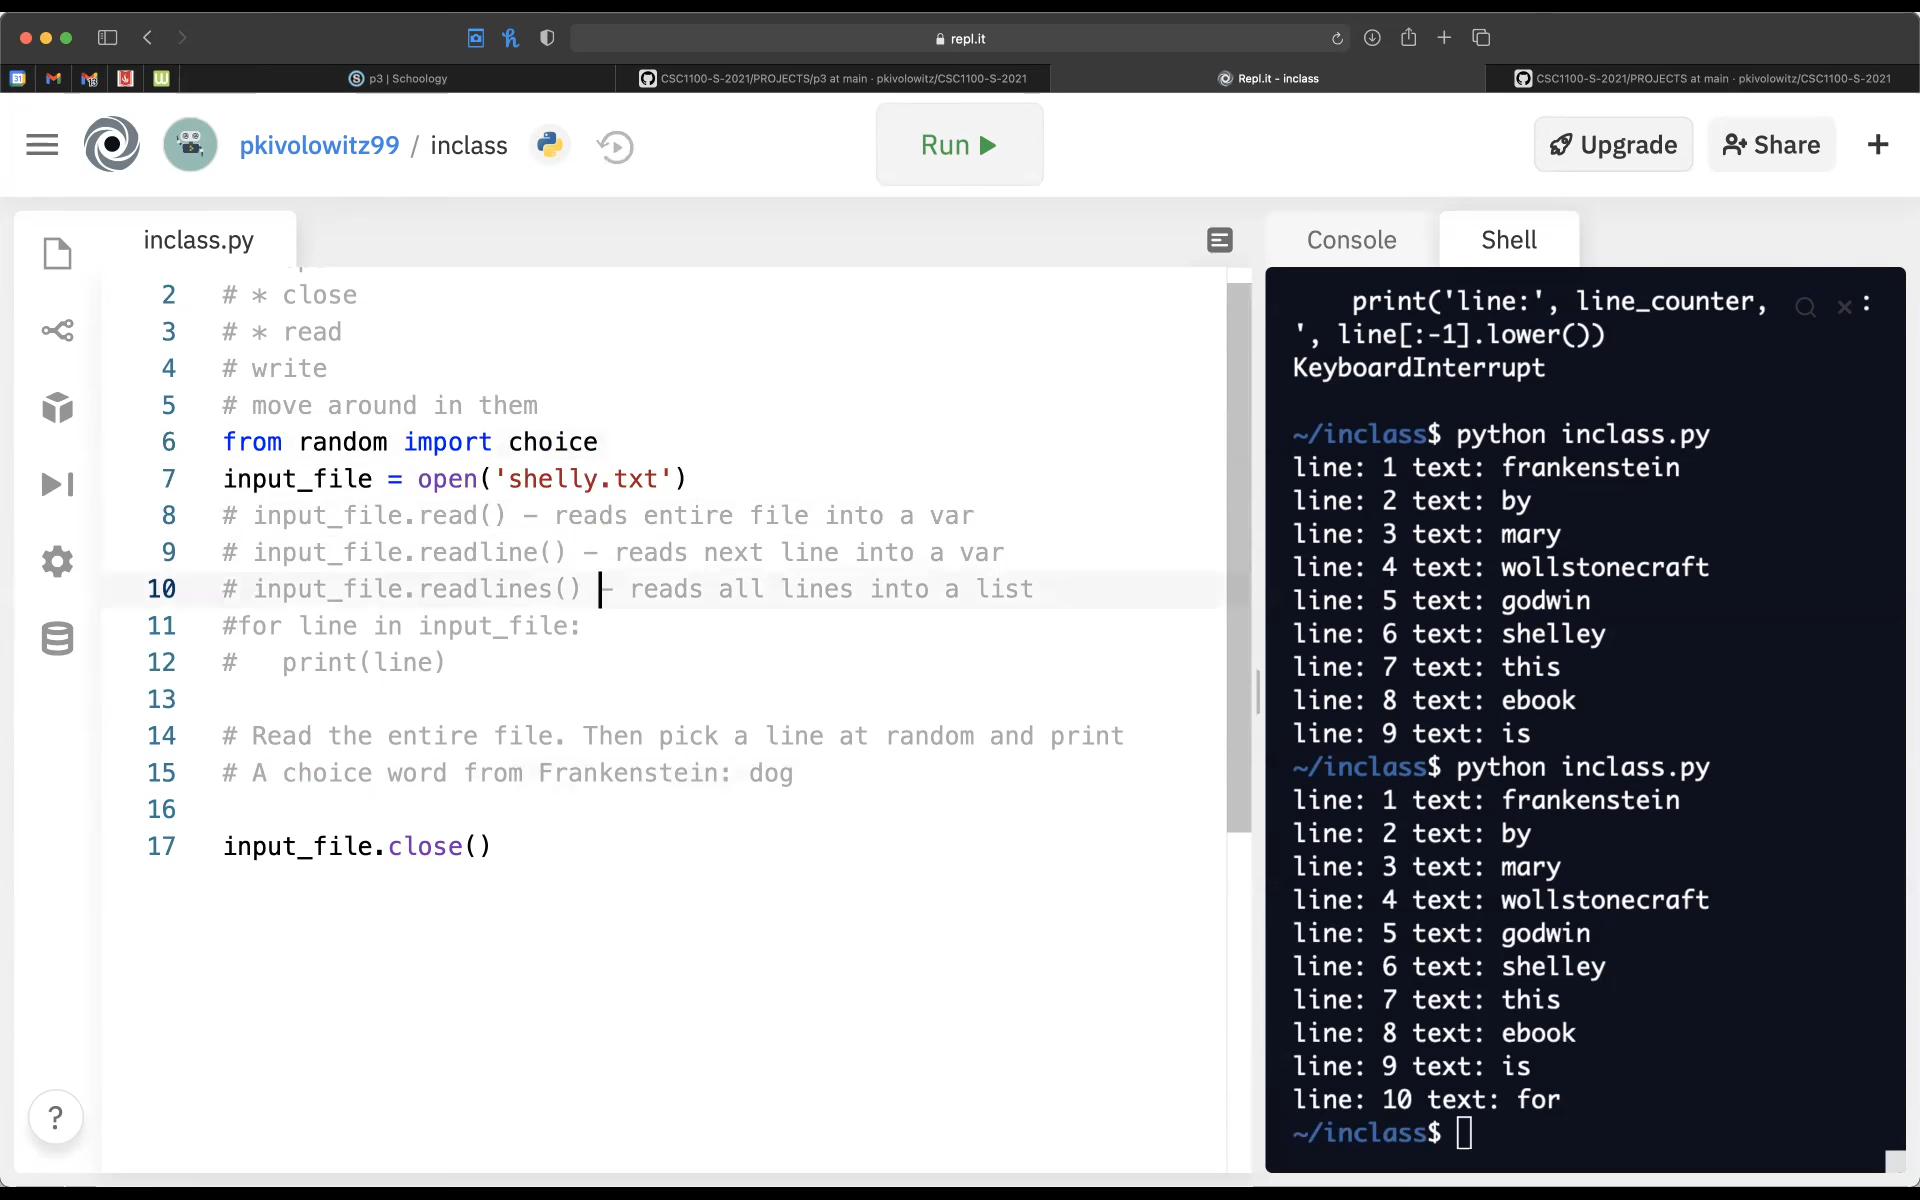 repl.it
31
13
p3 | Schoology
CSC1100-S-2021/PROJECTS/p3 at main · pkivolowitz/CSC1100-S-2021
Repl.it - inclass
CSC1100-S-2021/PROJECTS at main · pkivolowitz/CSC1100-S-2021
pkivolowitz99 / inclass
Run
Upgrade
Share
inclass.py
2 # * close
3 # * read
4 # write
5 # move around in them
6 from random import choice
7 input_file = open('shelly.txt')
8 # input_file.read() – reads entire file into a var
9 # input_file.readline() – reads next line into a var
10 # input_file.readlines() – reads all lines into a list
11 #for line in input_file:
12 #   print(line)
13
14 # Read the entire file. Then pick a line at random and print
15 # A choice word from Frankenstein: dog
16
17 input_file.close()
Console
Shell
print('line:', line_counter, :
', line[:-1].lower())
KeyboardInterrupt
~/inclass$ python inclass.py
line: 1 text: frankenstein
line: 2 text: by
line: 3 text: mary
line: 4 text: wollstonecraft
line: 5 text: godwin
line: 6 text: shelley
line: 7 text: this
line: 8 text: ebook
line: 9 text: is
~/inclass$ python inclass.py
line: 1 text: frankenstein
line: 2 text: by
line: 3 text: mary
line: 4 text: wollstonecraft
line: 5 text: godwin
line: 6 text: shelley
line: 7 text: this
line: 8 text: ebook
line: 9 text: is
line: 10 text: for
~/inclass$
?